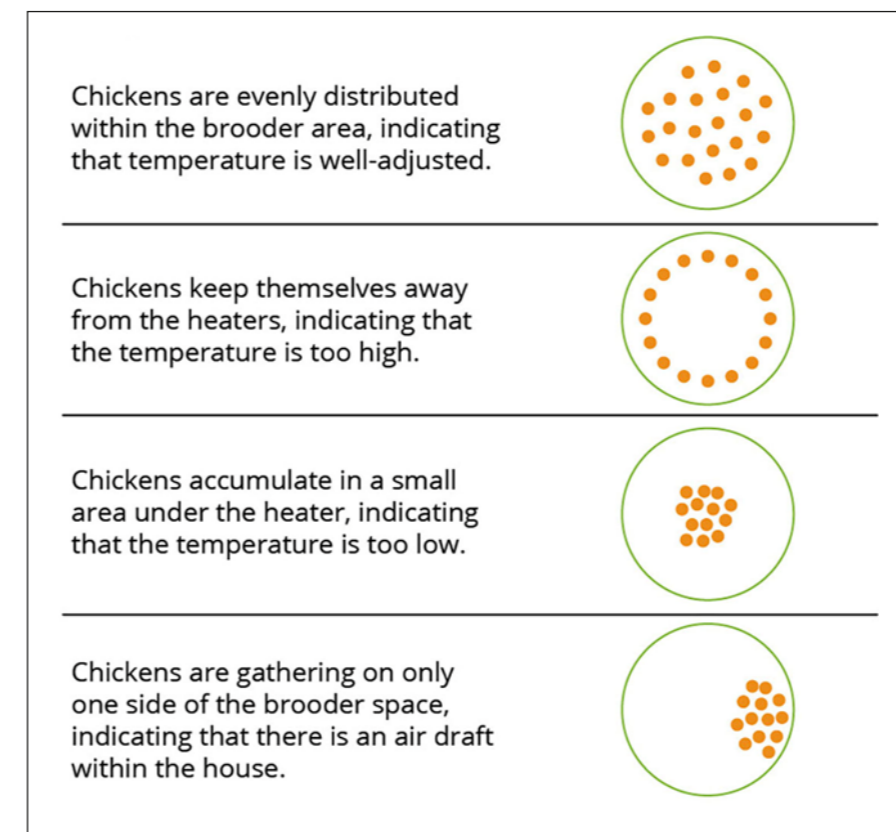 Chickens are evenly distributed
within the brooder area, indicating
that temperature is well-adjusted.
Chickens keep themselves away
from the heaters, indicating that
the temperature is too high.
Chickens accumulate in a small
area under the heater, indicating
that the temperature is too low.
Chickens are gathering on only
one side of the brooder space,
indicating that there is an air draft
within the house.